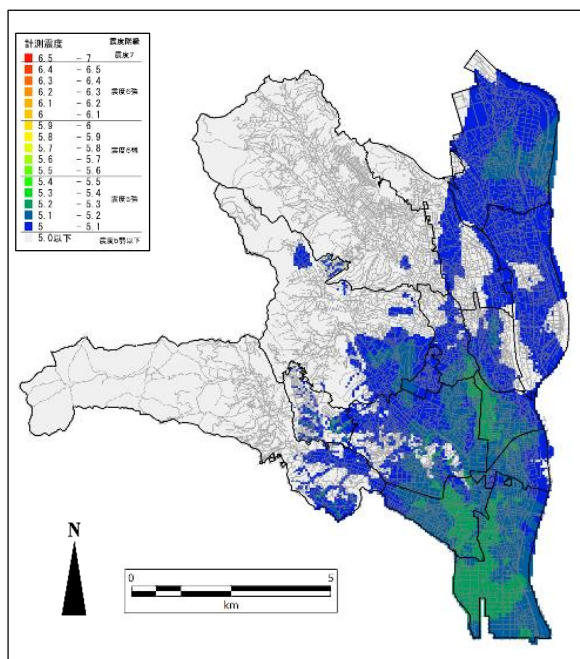 計測震度 震度階級
6.5 - 7 震度7
6.4 - 6.5
6.3 - 6.4
6.2 - 6.3 震度6強
6.1 - 6.2
6 - 6.1
5.9 - 6
5.8 - 5.9
5.7 - 5.8 震度6弱
5.6 - 5.7
5.5 - 5.6
5.4 - 5.5
5.3 - 5.4
5.2 - 5.3 震度5強
5.1 - 5.2
5 - 5.1
5.0以下 震度5弱以下
N
0 5
km